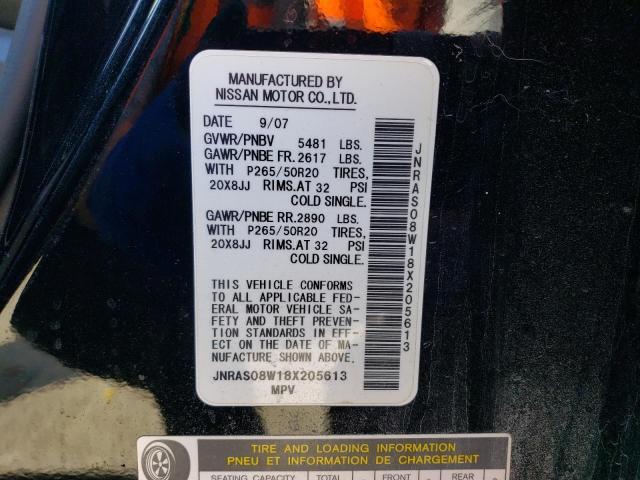 MANUFACTURED BY
NISSAN MOTOR CO.,LTD.
DATE 9/07
GVWR/PNBV 5481 LBS.
GAWR/PNBE FR.2617 LBS.
WITH P265/50R20 TIRES,
20X8JJ RIMS.AT 32 PSI
COLD SINGLE.
GAWR/PNBE RR.2890 LBS.
WITH P265/50R20 TIRES,
20X8JJ RIMS.AT 32 PSI
COLD SINGLE.
THIS VEHICLE CONFORMS
TO ALL APPLICABLE FED-
ERAL MOTOR VEHICLE SA-
FETY AND THEFT PREVEN-
TION STANDARDS IN EFF-
ECT ON THE DATE OF MA-
NUFACTURE SHOWN ABOVE.
JNRAS08W18X205613
MPV
JNRAS08W18X205613
TIRE AND LOADING INFORMATION
PNEU ET INFORMATION DE CHARGEMENT
SEATING CAPACITY TOTAL FRONT REAR